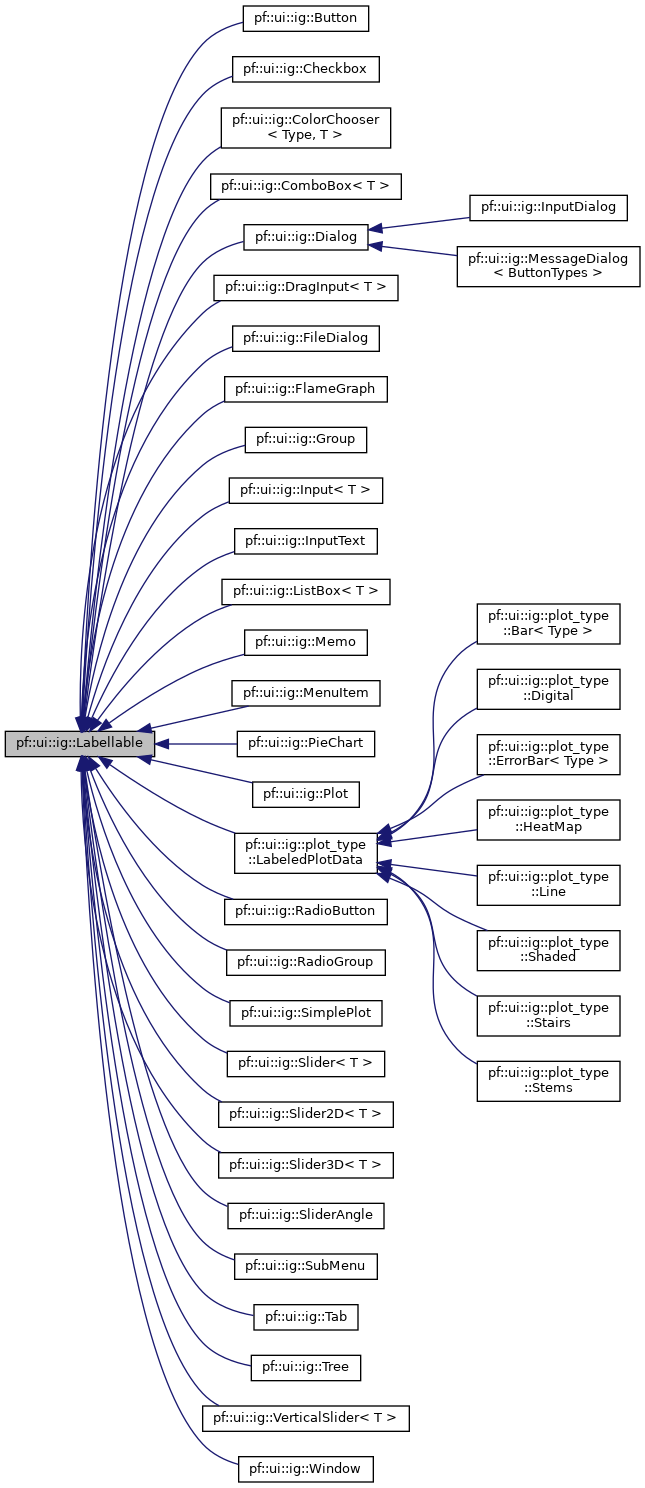 pf::ui::ig::Button
pf::ui::ig::Checkbox
pf::ui::ig::ColorChooser
< Type, T >
pf::ui::ig::ComboBox< T >
pf::ui::ig::Dialog
pf::ui::ig::InputDialog
pf::ui::ig::MessageDialog
< ButtonTypes >
pf::ui::ig::DragInput< T >
pf::ui::ig::FileDialog
pf::ui::ig::FlameGraph
pf::ui::ig::Group
pf::ui::ig::Input< T >
pf::ui::ig::InputText
pf::ui::ig::ListBox< T >
pf::ui::ig::Memo
pf::ui::ig::MenuItem
pf::ui::ig::Labellable
pf::ui::ig::PieChart
pf::ui::ig::Plot
pf::ui::ig::plot_type
::LabeledPlotData
pf::ui::ig::plot_type
::Bar< Type >
pf::ui::ig::plot_type
::Digital
pf::ui::ig::plot_type
::ErrorBar< Type >
pf::ui::ig::plot_type
::HeatMap
pf::ui::ig::plot_type
::Line
pf::ui::ig::plot_type
::Shaded
pf::ui::ig::plot_type
::Stairs
pf::ui::ig::plot_type
::Stems
pf::ui::ig::RadioButton
pf::ui::ig::RadioGroup
pf::ui::ig::SimplePlot
pf::ui::ig::Slider< T >
pf::ui::ig::Slider2D< T >
pf::ui::ig::Slider3D< T >
pf::ui::ig::SliderAngle
pf::ui::ig::SubMenu
pf::ui::ig::Tab
pf::ui::ig::Tree
pf::ui::ig::VerticalSlider< T >
pf::ui::ig::Window